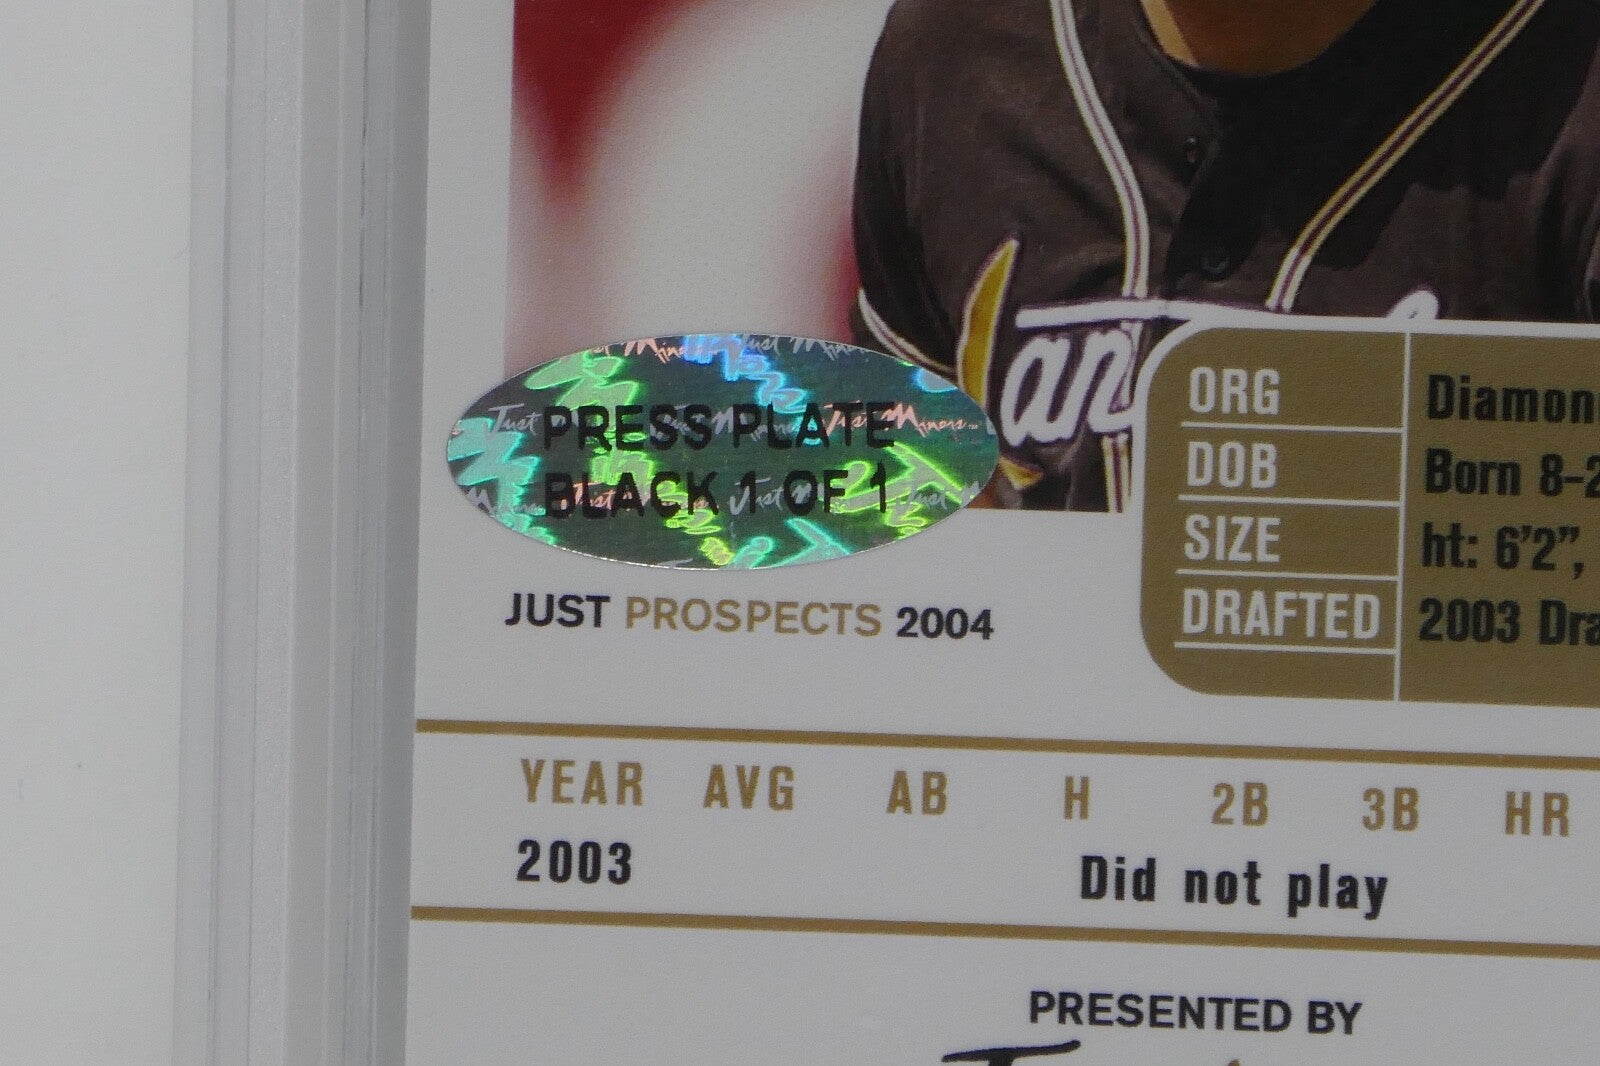 PRESS PLATE
BLACK 1 OF 1
Just Miners
JUST PROSPECTS 2004
ORG Diamon
DOB Born 8-2
SIZE ht: 6'2",
DRAFTED 2003 Dra
YEAR AVG AB H 2B 3B HR
2003 Did not play
PRESENTED BY